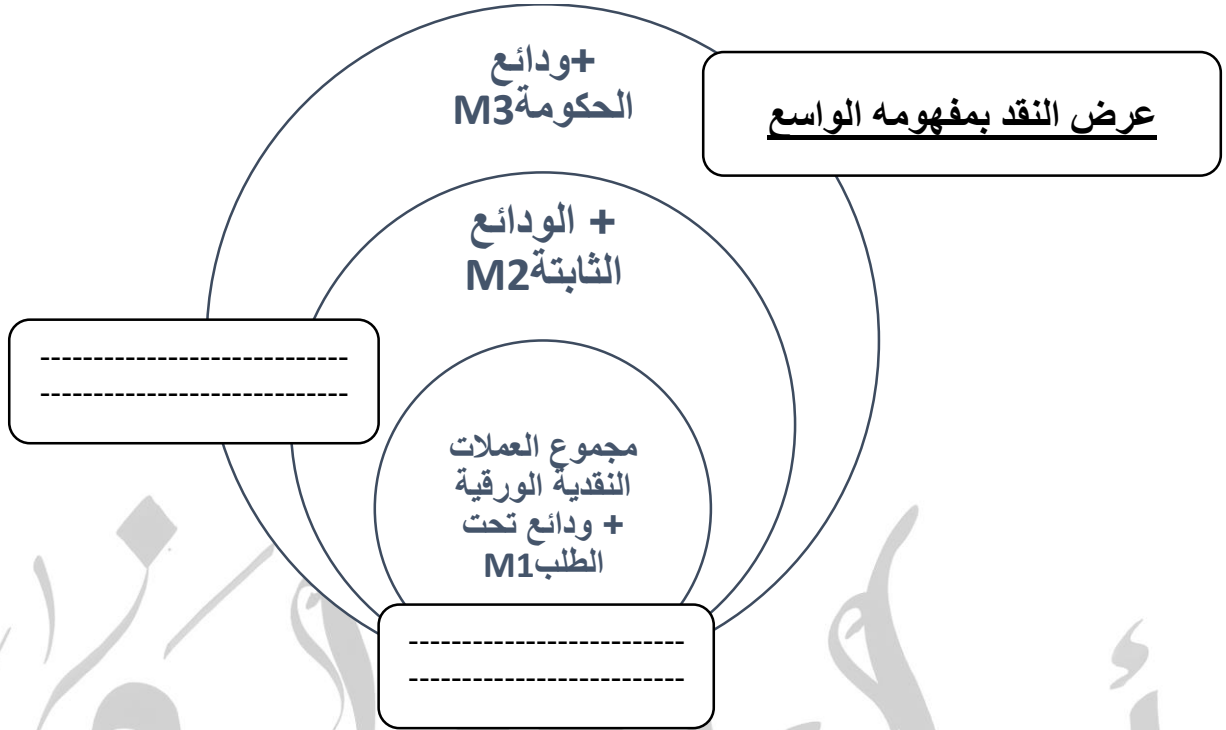 +ودائع
الحكومةM3
عرض النقد بمفهومه الواسع
+ الودائع
الثابتةM2
-----------------------------
-----------------------------
مجموع العملات
النقدية الورقية
+ ودائع تحت
الطلبM1
--------------------------
--------------------------